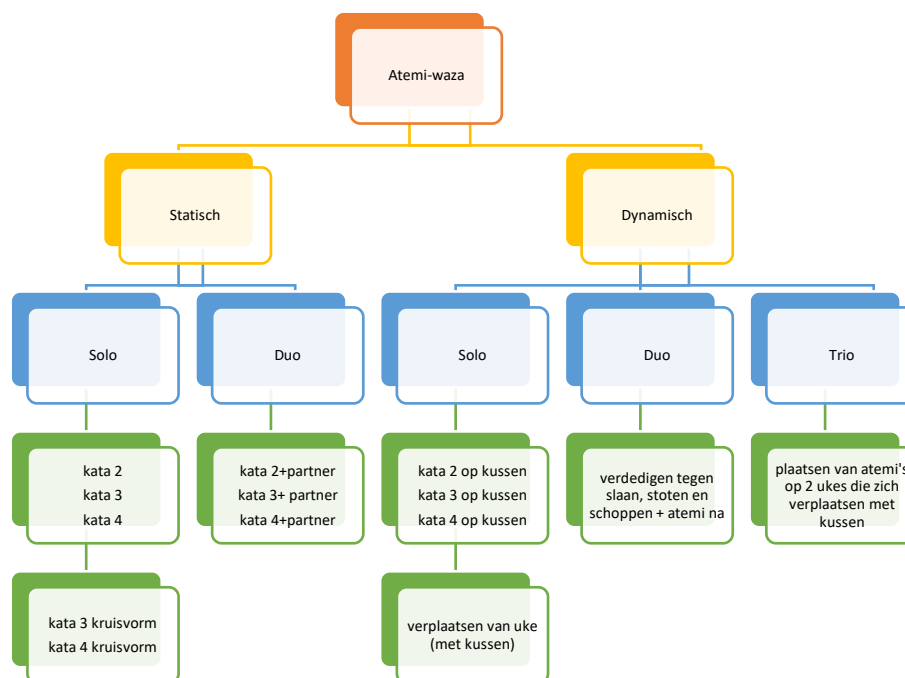 Atemi-waza
Statisch
Dynamisch
Solo
Duo
Solo
Duo
Trio
kata 2
kata 3
kata 4
kata 2+partner
kata 3+ partner
kata 4+partner
kata 2 op kussen
kata 3 op kussen
kata 4 op kussen
verdedigen tegen
slaan, stoten en
schoppen + atemi na
plaatsen van atemi's
op 2 ukes die zich
verplaatsen met
kussen
kata 3 kruisvorm
kata 4 kruisvorm
verplaatsen van uke
(met kussen)